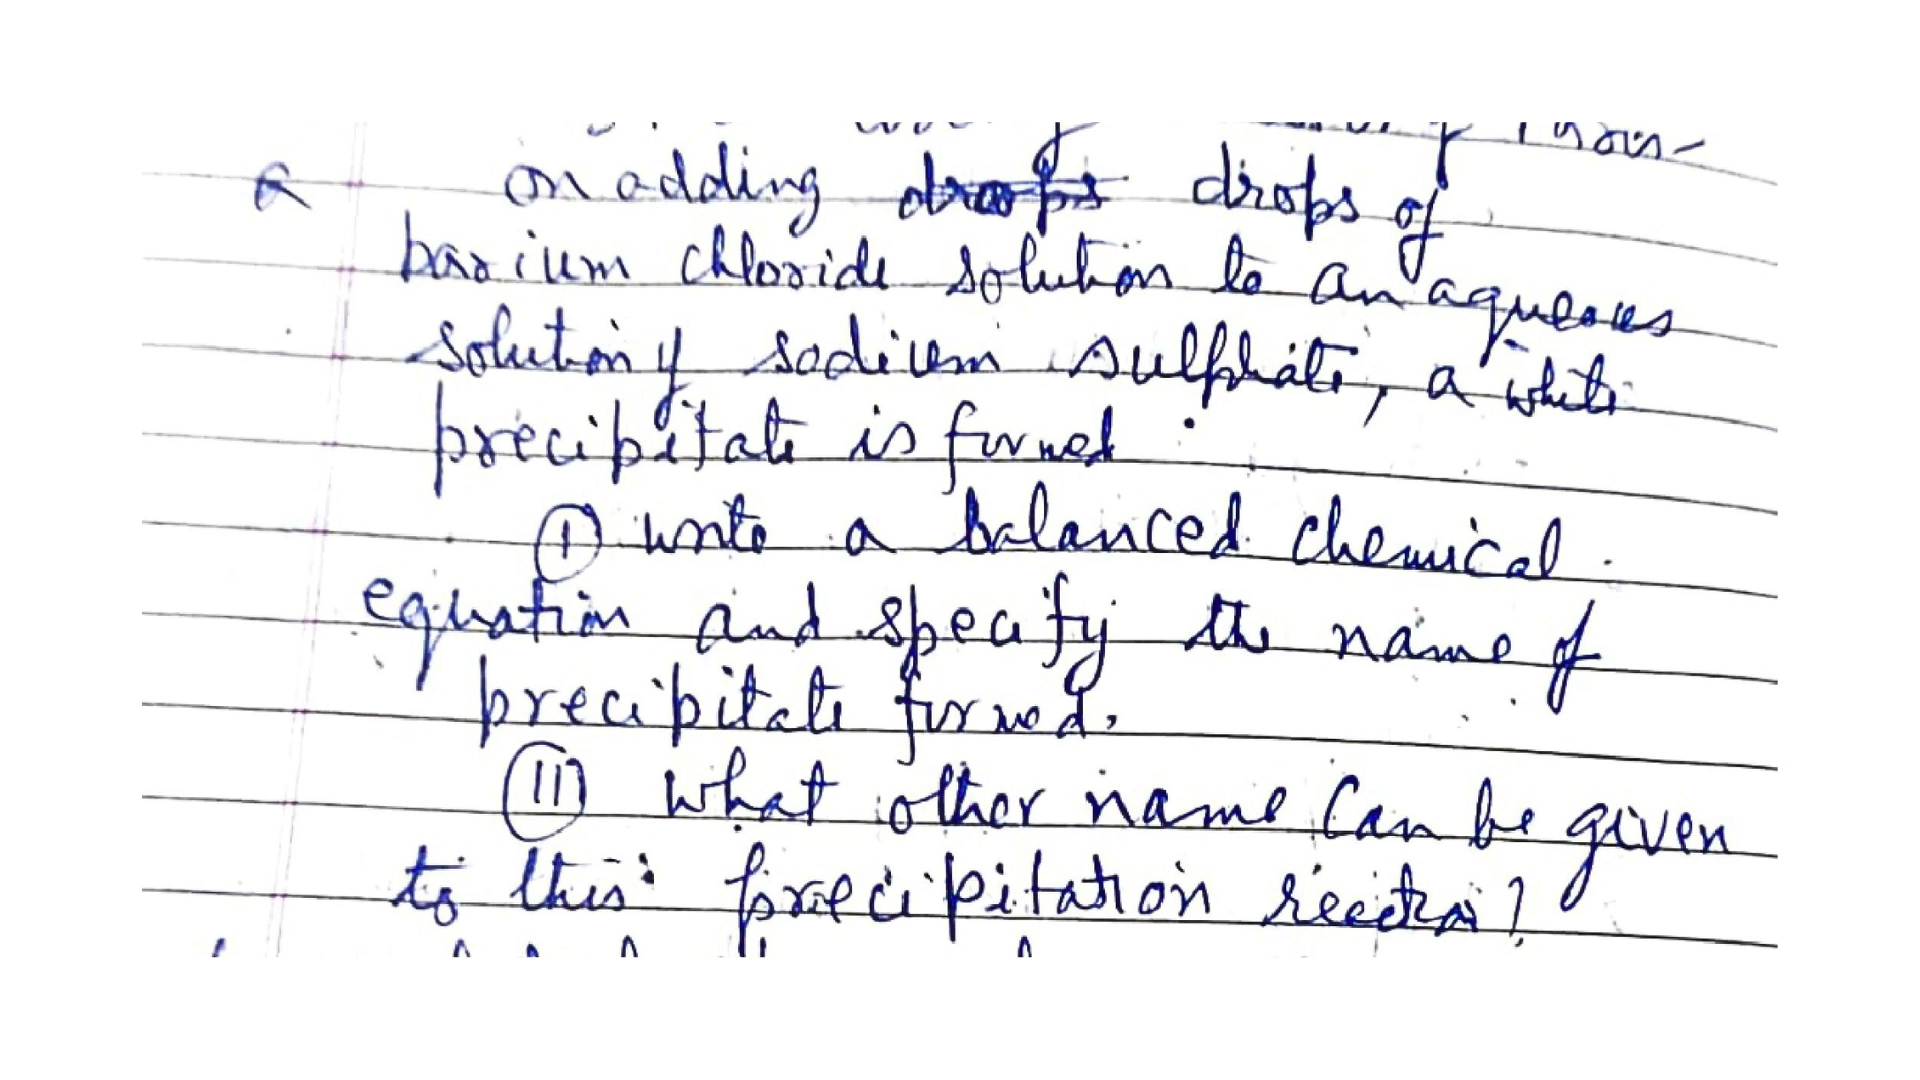 Q on adding drops drops of
barium chloride solution to an aqueous
solution of sodium sulphate, a white
precipitate is formed.
(I) write a balanced chemical
equation and specify the name of
precipitate formed.
(II) what other name can be given
to this precipitation reectra?